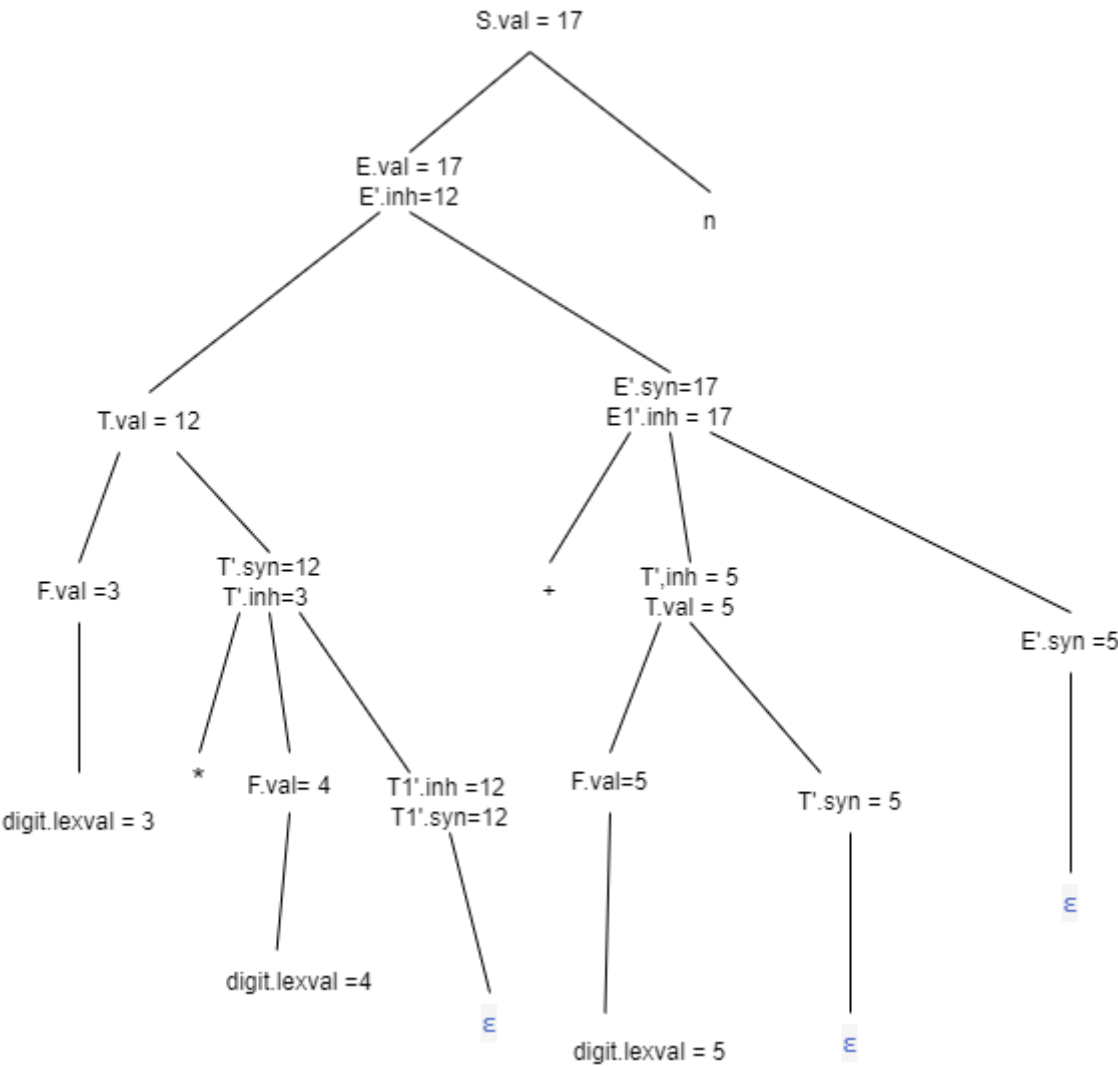 S.val = 17
E.val = 17
E'.inh=12
n
T.val = 12
E'.syn=17
E1'.inh = 17
F.val =3
T'.syn=12
T'.inh=3
+
T',inh = 5
T.val = 5
E'.syn =5
digit.lexval = 3
*
F.val= 4
T1'.inh =12
T1'.syn=12
F.val=5
T'.syn = 5
ε
digit.lexval =4
ε
digit.lexval = 5
ε